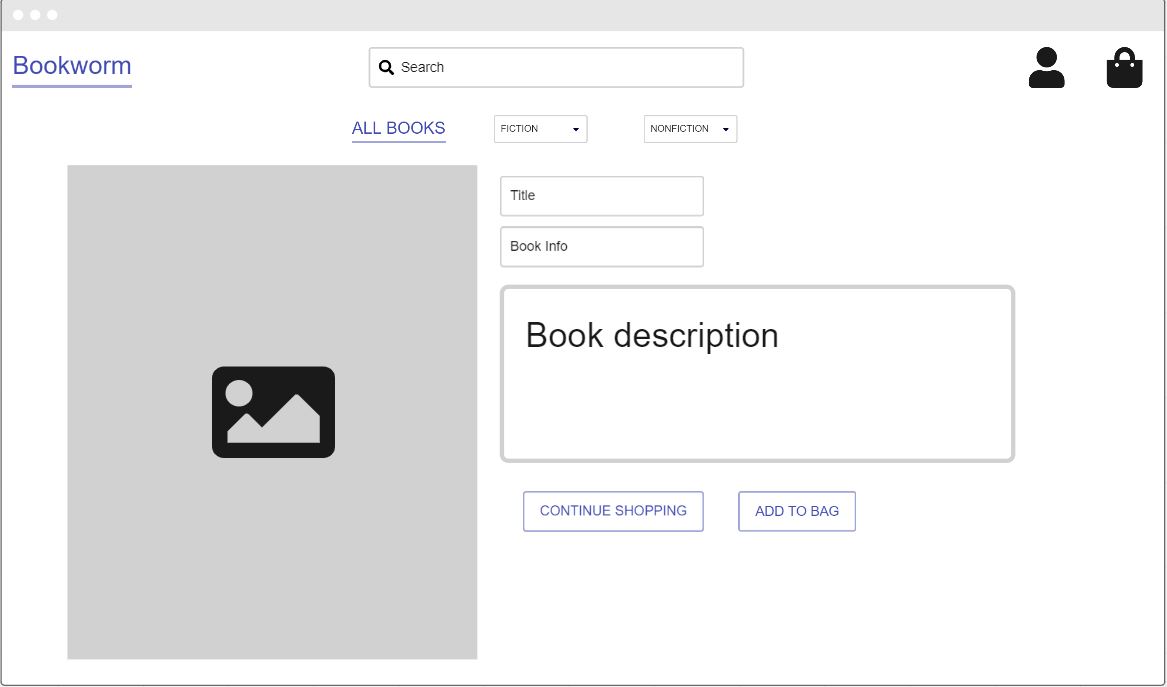 Bookworm
Search
ALL BOOKS
FICTION
NONFICTION
Title
Book Info
Book description
CONTINUE SHOPPING
ADD TO BAG